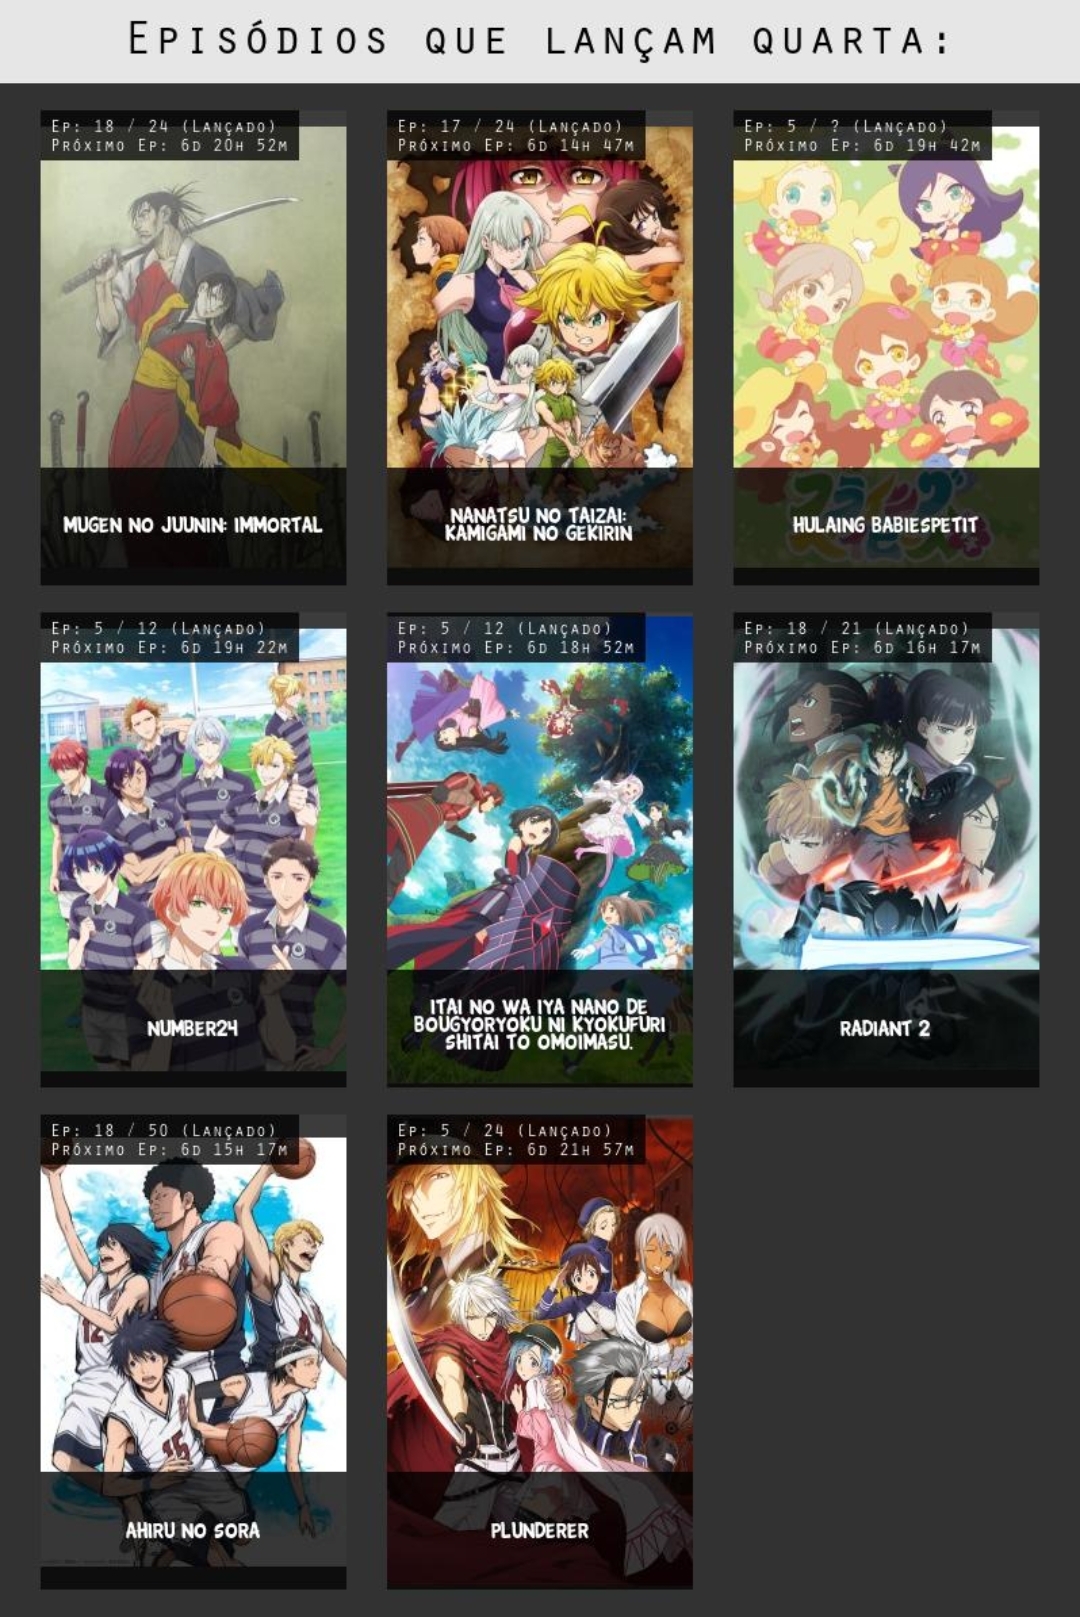 Episódios que lançam quarta:
Ep: 18 / 24 (Lançado)
Próximo Ep: 6d 20h 52m
MUGEN NO JUUNIN: IMMORTAL
Ep: 17 / 24 (Lançado)
Próximo Ep: 6d 14h 47m
NANATSU NO TAIZAI:
KAMIGAMI NO GEKIRIN
Ep: 5 / ? (Lançado)
Próximo Ep: 6d 19h 42m
HULAING BABIESPETIT
Ep: 5 / 12 (Lançado)
Próximo Ep: 6d 19h 22m
NUMBER24
Ep: 5 / 12 (Lançado)
Próximo Ep: 6d 18h 52m
ITAI NO WA IYA NANO DE
BOUGYORYOKU NI KYOKUFURI
SHITAI TO OMOIMASU.
Ep: 18 / 21 (Lançado)
Próximo Ep: 6d 16h 17m
RADIANT 2
Ep: 18 / 50 (Lançado)
Próximo Ep: 6d 15h 17m
12
15
AHIRU NO SORA
Ep: 5 / 24 (Lançado)
Próximo Ep: 6d 21h 57m
PLUNDERER